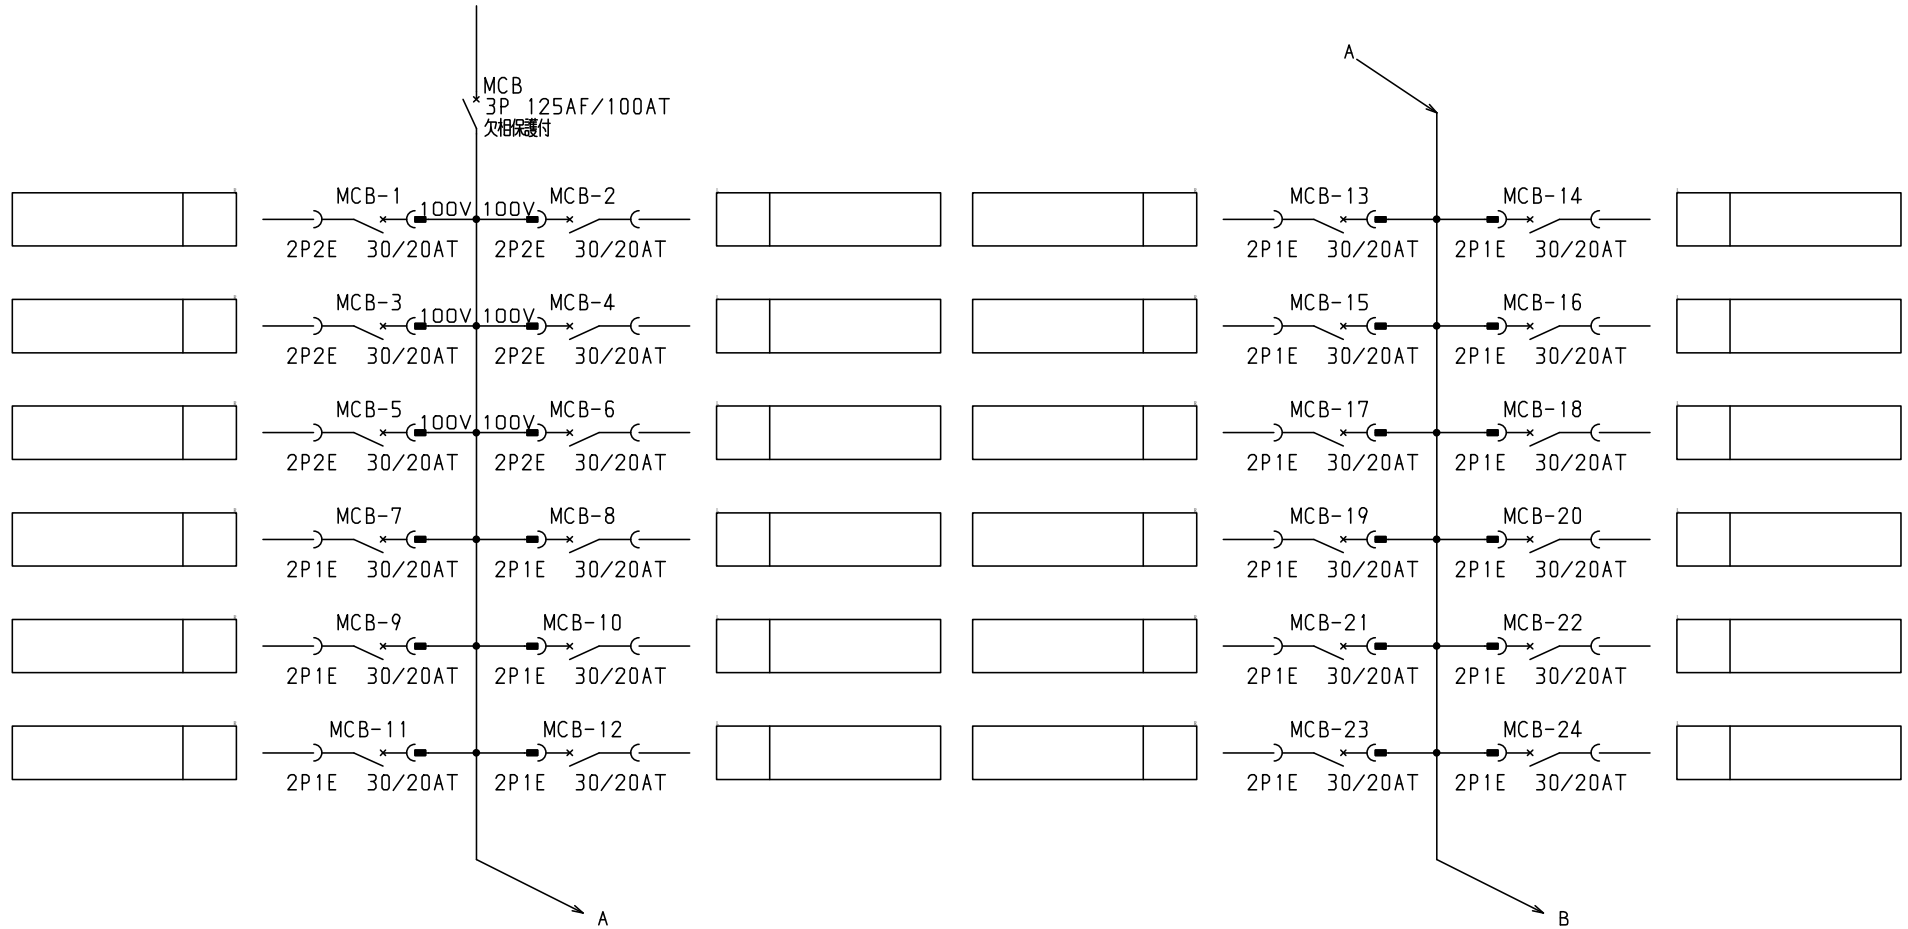 MCB
3P 125AF/100AT
欠相保護付
MCB-1 100V 100V MCB-2
2P2E 30/20AT 2P2E 30/20AT
MCB-3 100V 100V MCB-4
2P2E 30/20AT 2P2E 30/20AT
MCB-5 100V 100V MCB-6
2P2E 30/20AT 2P2E 30/20AT
MCB-7 MCB-8
2P1E 30/20AT 2P1E 30/20AT
MCB-9 MCB-10
2P1E 30/20AT 2P1E 30/20AT
MCB-11 MCB-12
2P1E 30/20AT 2P1E 30/20AT
A
A
MCB-13 MCB-14
2P1E 30/20AT 2P1E 30/20AT
MCB-15 MCB-16
2P1E 30/20AT 2P1E 30/20AT
MCB-17 MCB-18
2P1E 30/20AT 2P1E 30/20AT
MCB-19 MCB-20
2P1E 30/20AT 2P1E 30/20AT
MCB-21 MCB-22
2P1E 30/20AT 2P1E 30/20AT
MCB-23 MCB-24
2P1E 30/20AT 2P1E 30/20AT
B